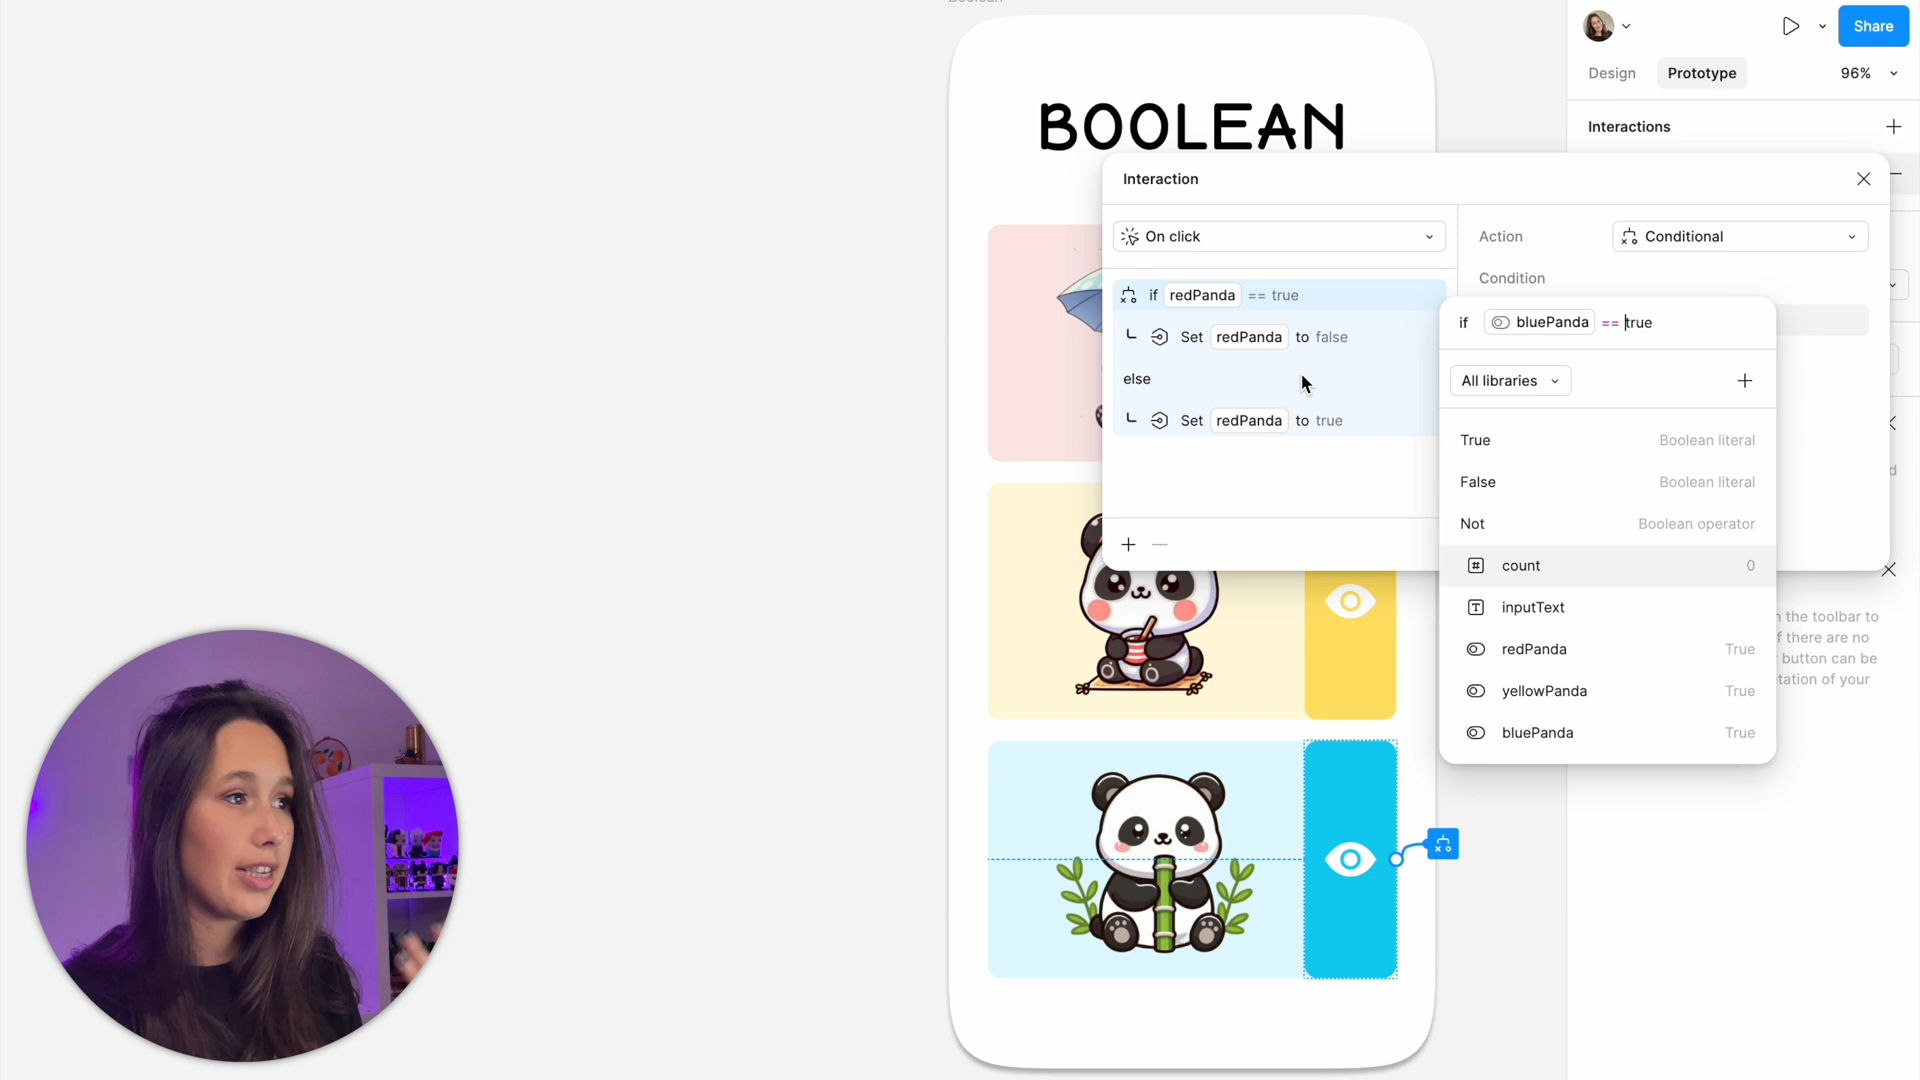 Boolean
Share
Design
Prototype
96%
Interactions
BOOLEAN
Interaction
On click
if redPanda == true
Set redPanda to false
else
Set redPanda to true
Action
Conditional
Condition
if bluePanda == true
All libraries
True Boolean literal
False Boolean literal
Not Boolean operator
count 0
inputText
redPanda True
yellowPanda True
bluePanda True
d
n the toolbar to
f there are no
button can be
tation of your